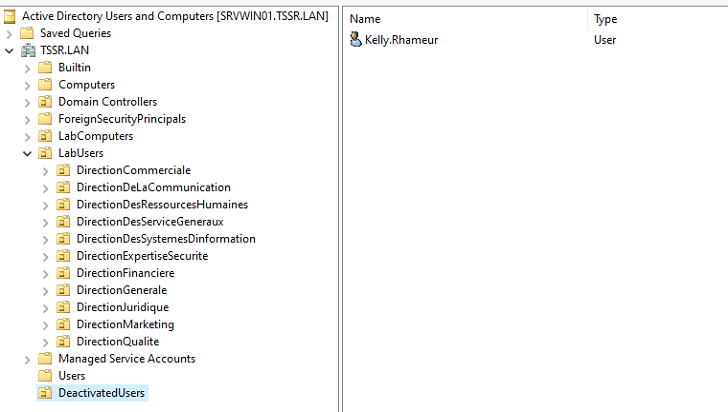 Active Directory Users and Computers [SRVWIN01.TSSR.LAN]
Saved Queries
TSSR.LAN
Builtin
Computers
Domain Controllers
ForeignSecurityPrincipals
LabComputers
LabUsers
DirectionCommerciale
DirectionDeLaCommunication
DirectionDesRessourcesHumaines
DirectionDesServiceGeneraux
DirectionDesSystemesDinformation
DirectionExpertiseSecurite
DirectionFinanciere
DirectionGenerale
DirectionJuridique
DirectionMarketing
DirectionQualite
Managed Service Accounts
Users
DeactivatedUsers
Name Type
Kelly.Rhameur User